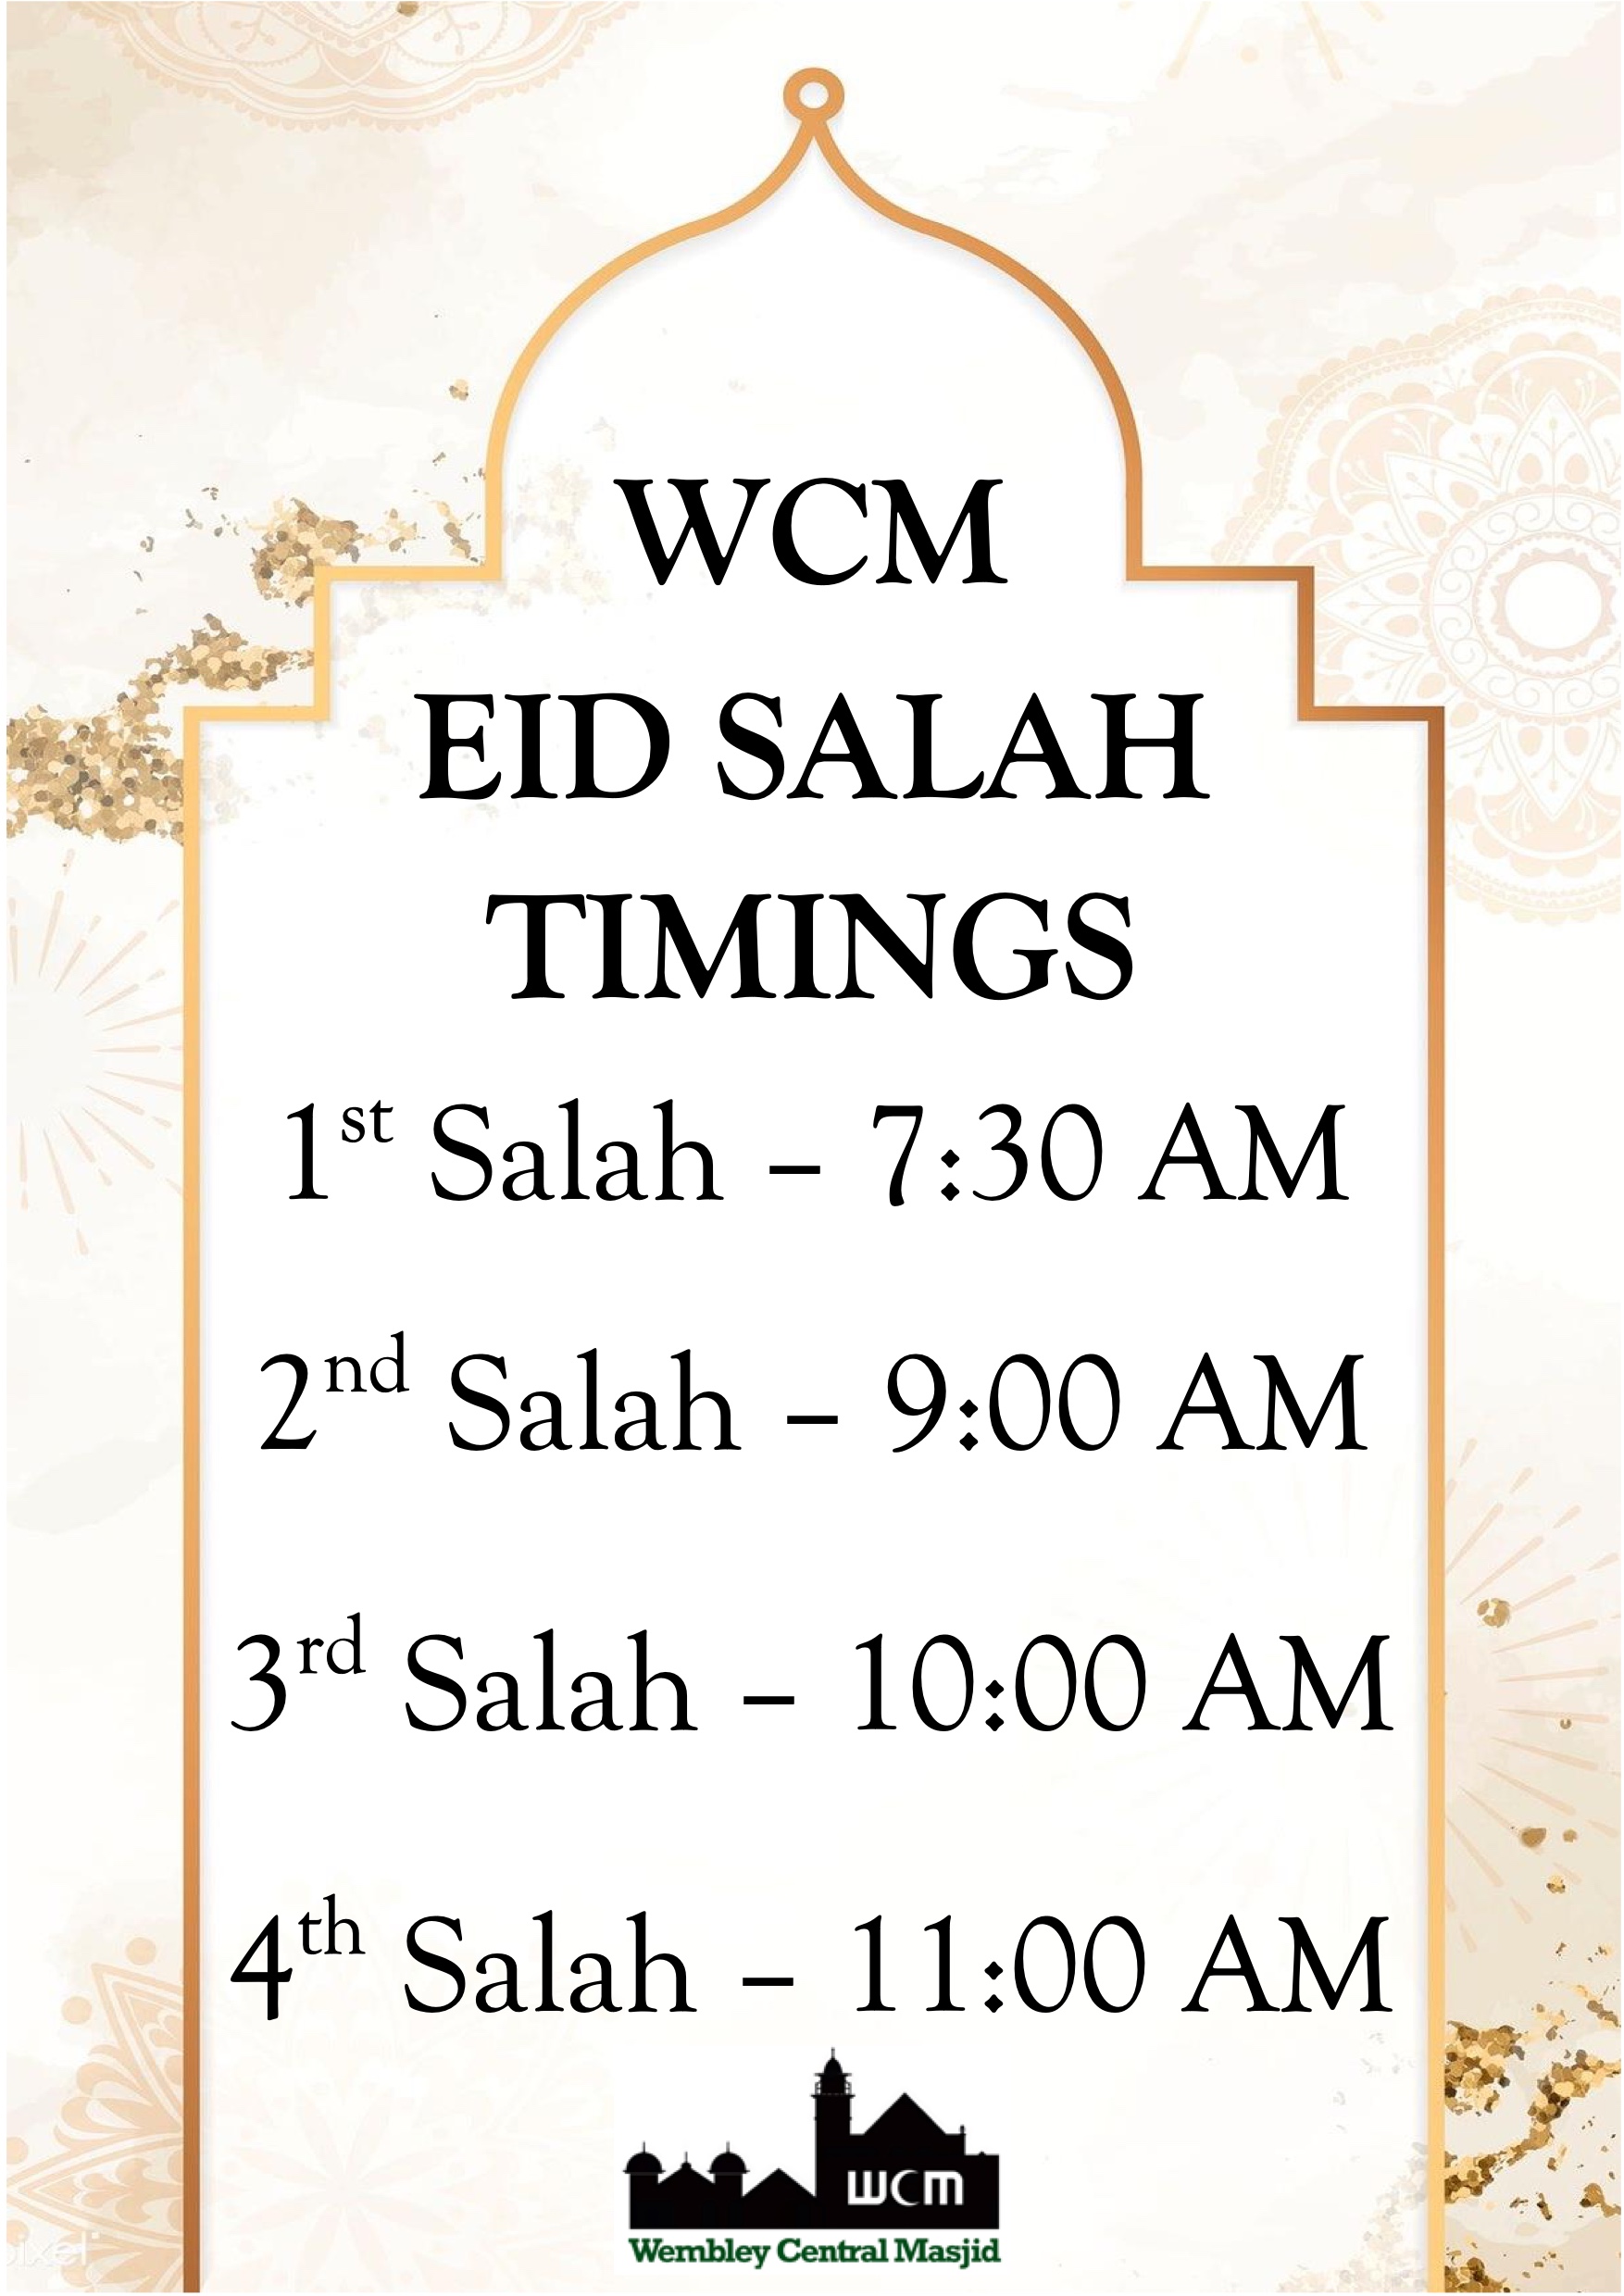 WCM
EID SALAH
TIMINGS
1st Salah – 7:30 AM
2nd Salah – 9:00 AM
3rd Salah – 10:00 AM
4th Salah – 11:00 AM
wcm
Wembley Central Masjid